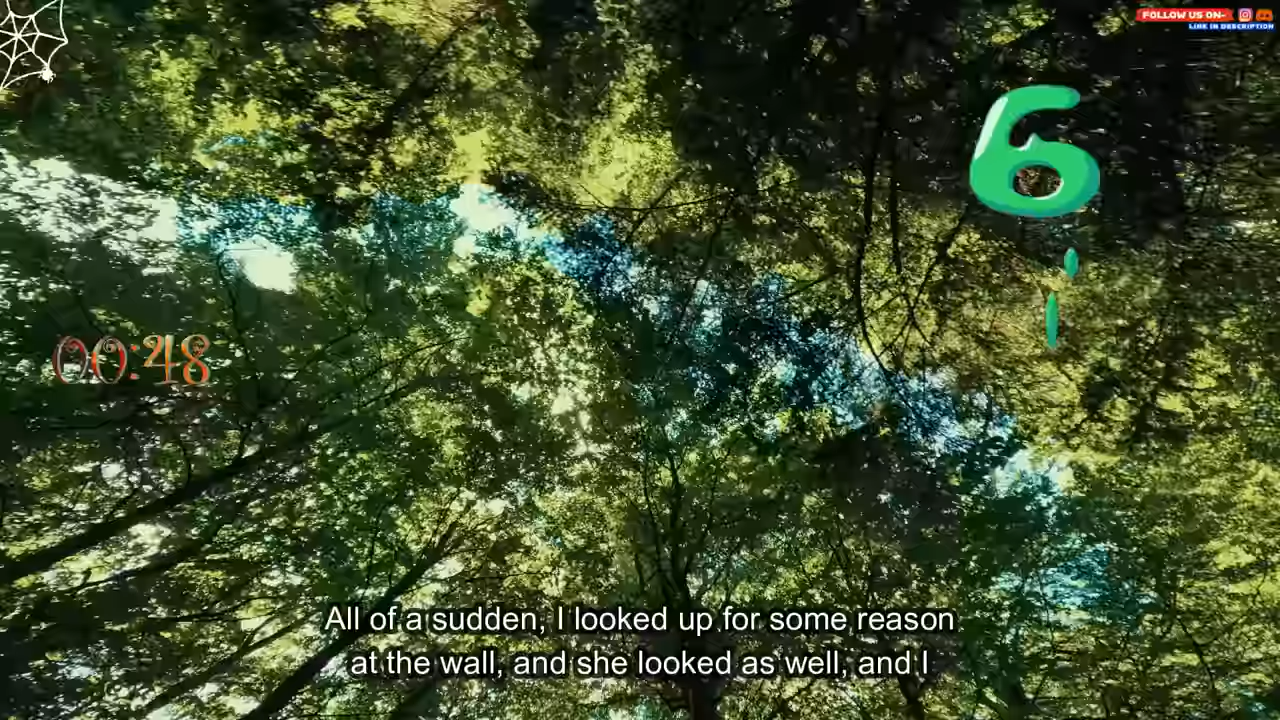 FOLLOW US ON-
LINK IN DESCRIPTION
6
00:48
All of a sudden, I looked up for some reason
at the wall, and she looked as well, and I